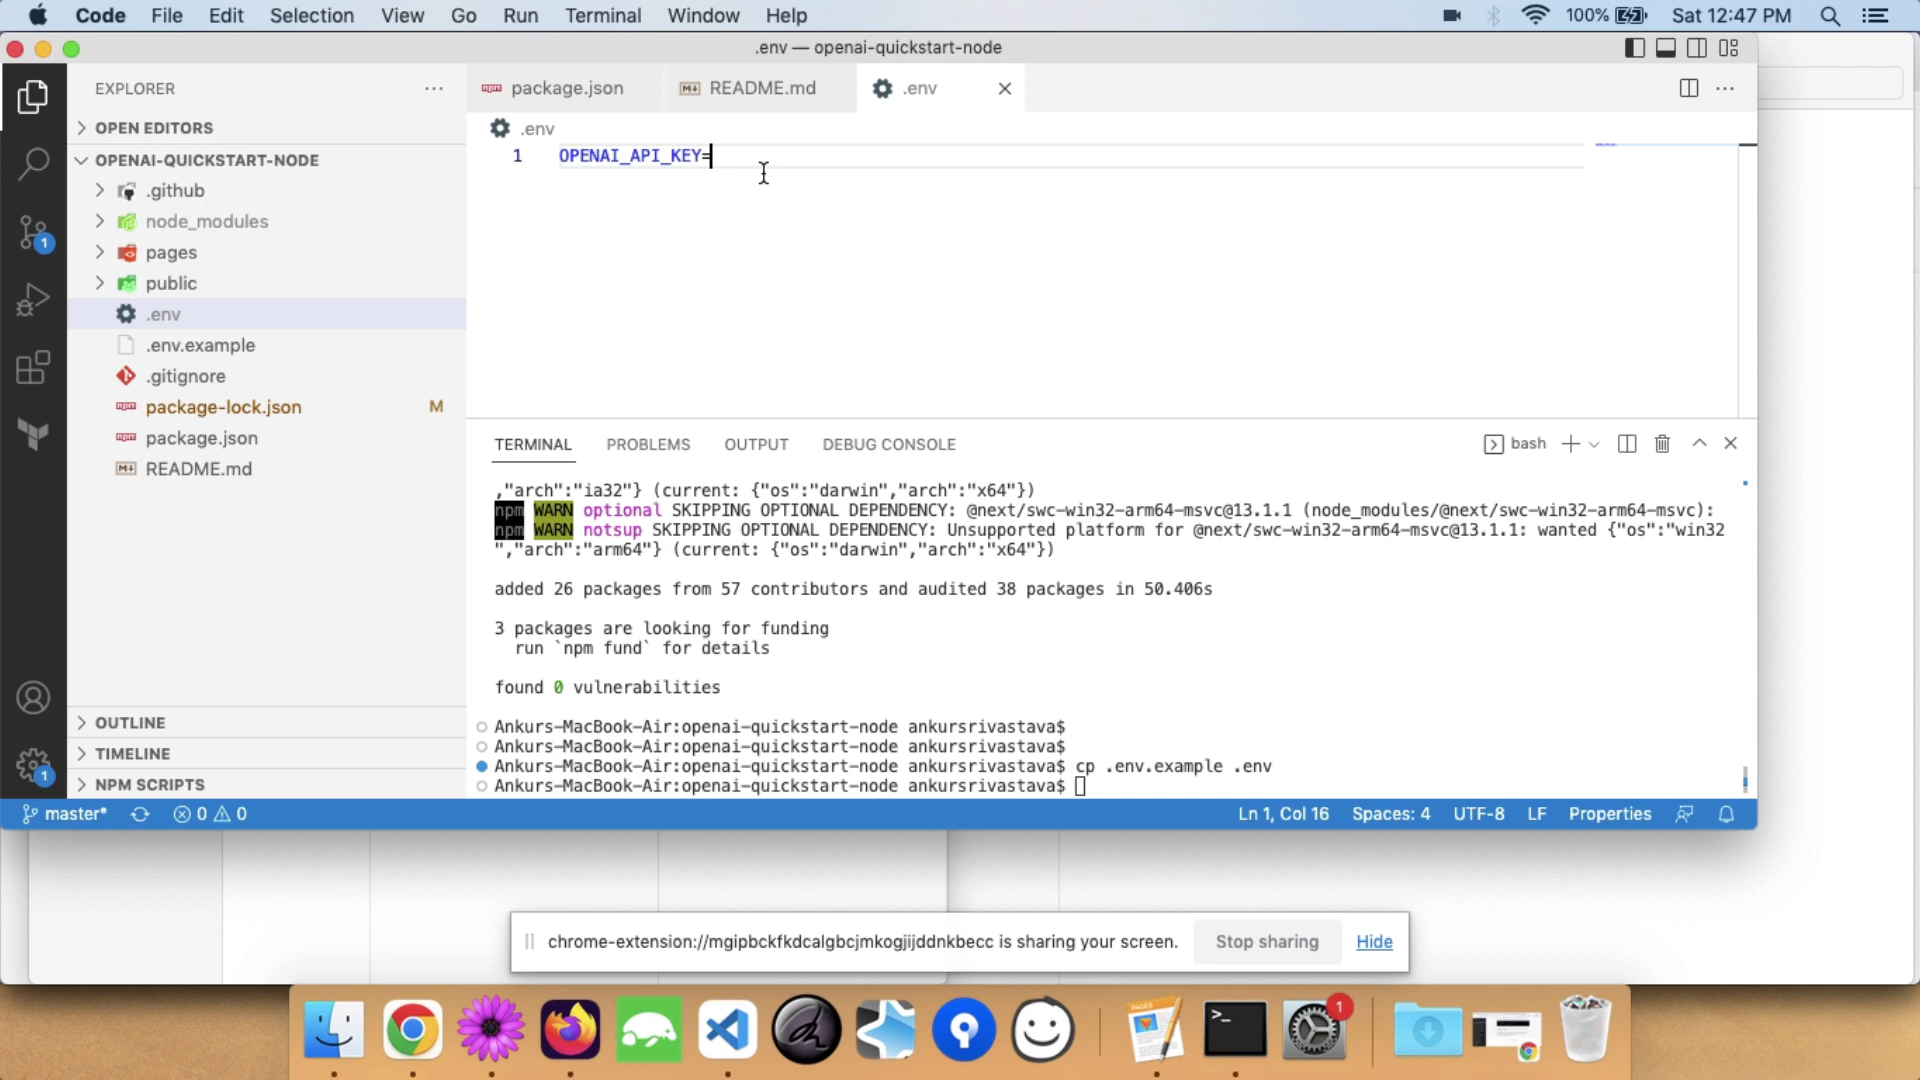 Code File Edit Selection View Go Run Terminal Window Help 100% Sat 12:47 PM
.env — openai-quickstart-node
EXPLORER
OPEN EDITORS
OPENAI-QUICKSTART-NODE
.github
node_modules
pages
public
.env
.env.example
.gitignore
package-lock.json M
package.json
README.md
OUTLINE
TIMELINE
NPM SCRIPTS
1
1
package.json README.md .env
.env
1 OPENAI_API_KEY=
TERMINAL PROBLEMS OUTPUT DEBUG CONSOLE bash
,"arch":"ia32"} (current: {"os":"darwin","arch":"x64"})
npm WARN optional SKIPPING OPTIONAL DEPENDENCY: @next/swc-win32-arm64-msvc@13.1.1 (node_modules/@next/swc-win32-arm64-msvc):
npm WARN notsup SKIPPING OPTIONAL DEPENDENCY: Unsupported platform for @next/swc-win32-arm64-msvc@13.1.1: wanted {"os":"win32
","arch":"arm64"} (current: {"os":"darwin","arch":"x64"})
added 26 packages from 57 contributors and audited 38 packages in 50.406s
3 packages are looking for funding
run `npm fund` for details
found 0 vulnerabilities
Ankurs-MacBook-Air:openai-quickstart-node ankursrivastava$
Ankurs-MacBook-Air:openai-quickstart-node ankursrivastava$
Ankurs-MacBook-Air:openai-quickstart-node ankursrivastava$ cp .env.example .env
Ankurs-MacBook-Air:openai-quickstart-node ankursrivastava$
master* 0 0 Ln 1, Col 16 Spaces: 4 UTF-8 LF Properties
chrome-extension://mgipbckfkdcalgbcjmkogjijddnkbecc is sharing your screen. Stop sharing Hide
PAGES
1